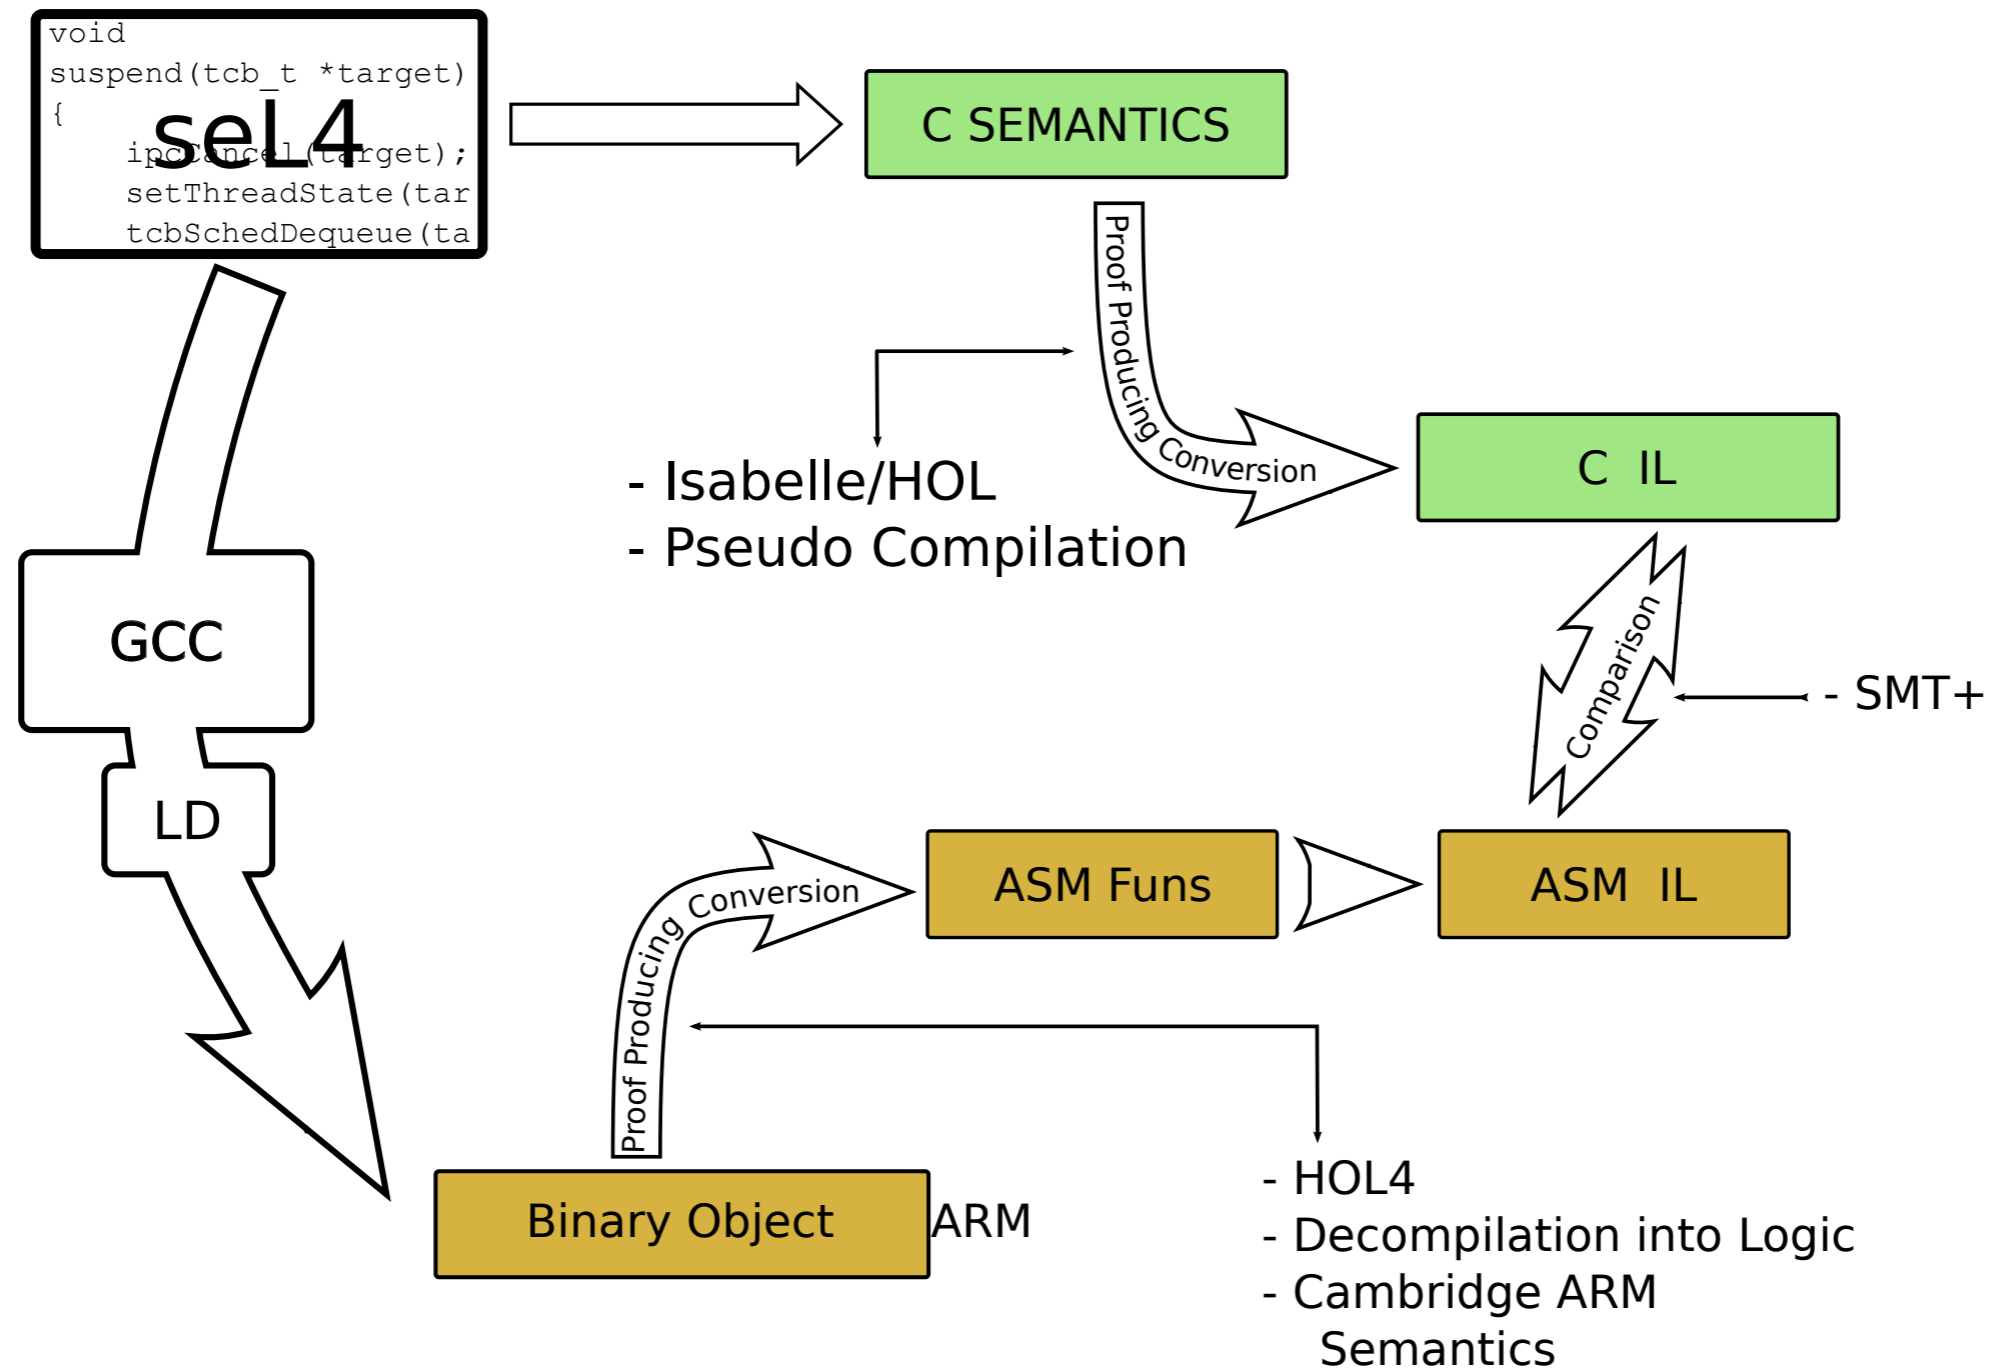 void
suspend(tcb_t *target)
{
seL4
ipcCancel(target);
setThreadState(tar
tcbSchedDequeue(ta
C SEMANTICS
Proof Producing Conversion
- Isabelle/HOL
- Pseudo Compilation
C IL
GCC
Comparison
- SMT+
LD
Proof Producing Conversion
ASM Funs
ASM IL
Binary Object
ARM
- HOL4
- Decompilation into Logic
- Cambridge ARM
Semantics